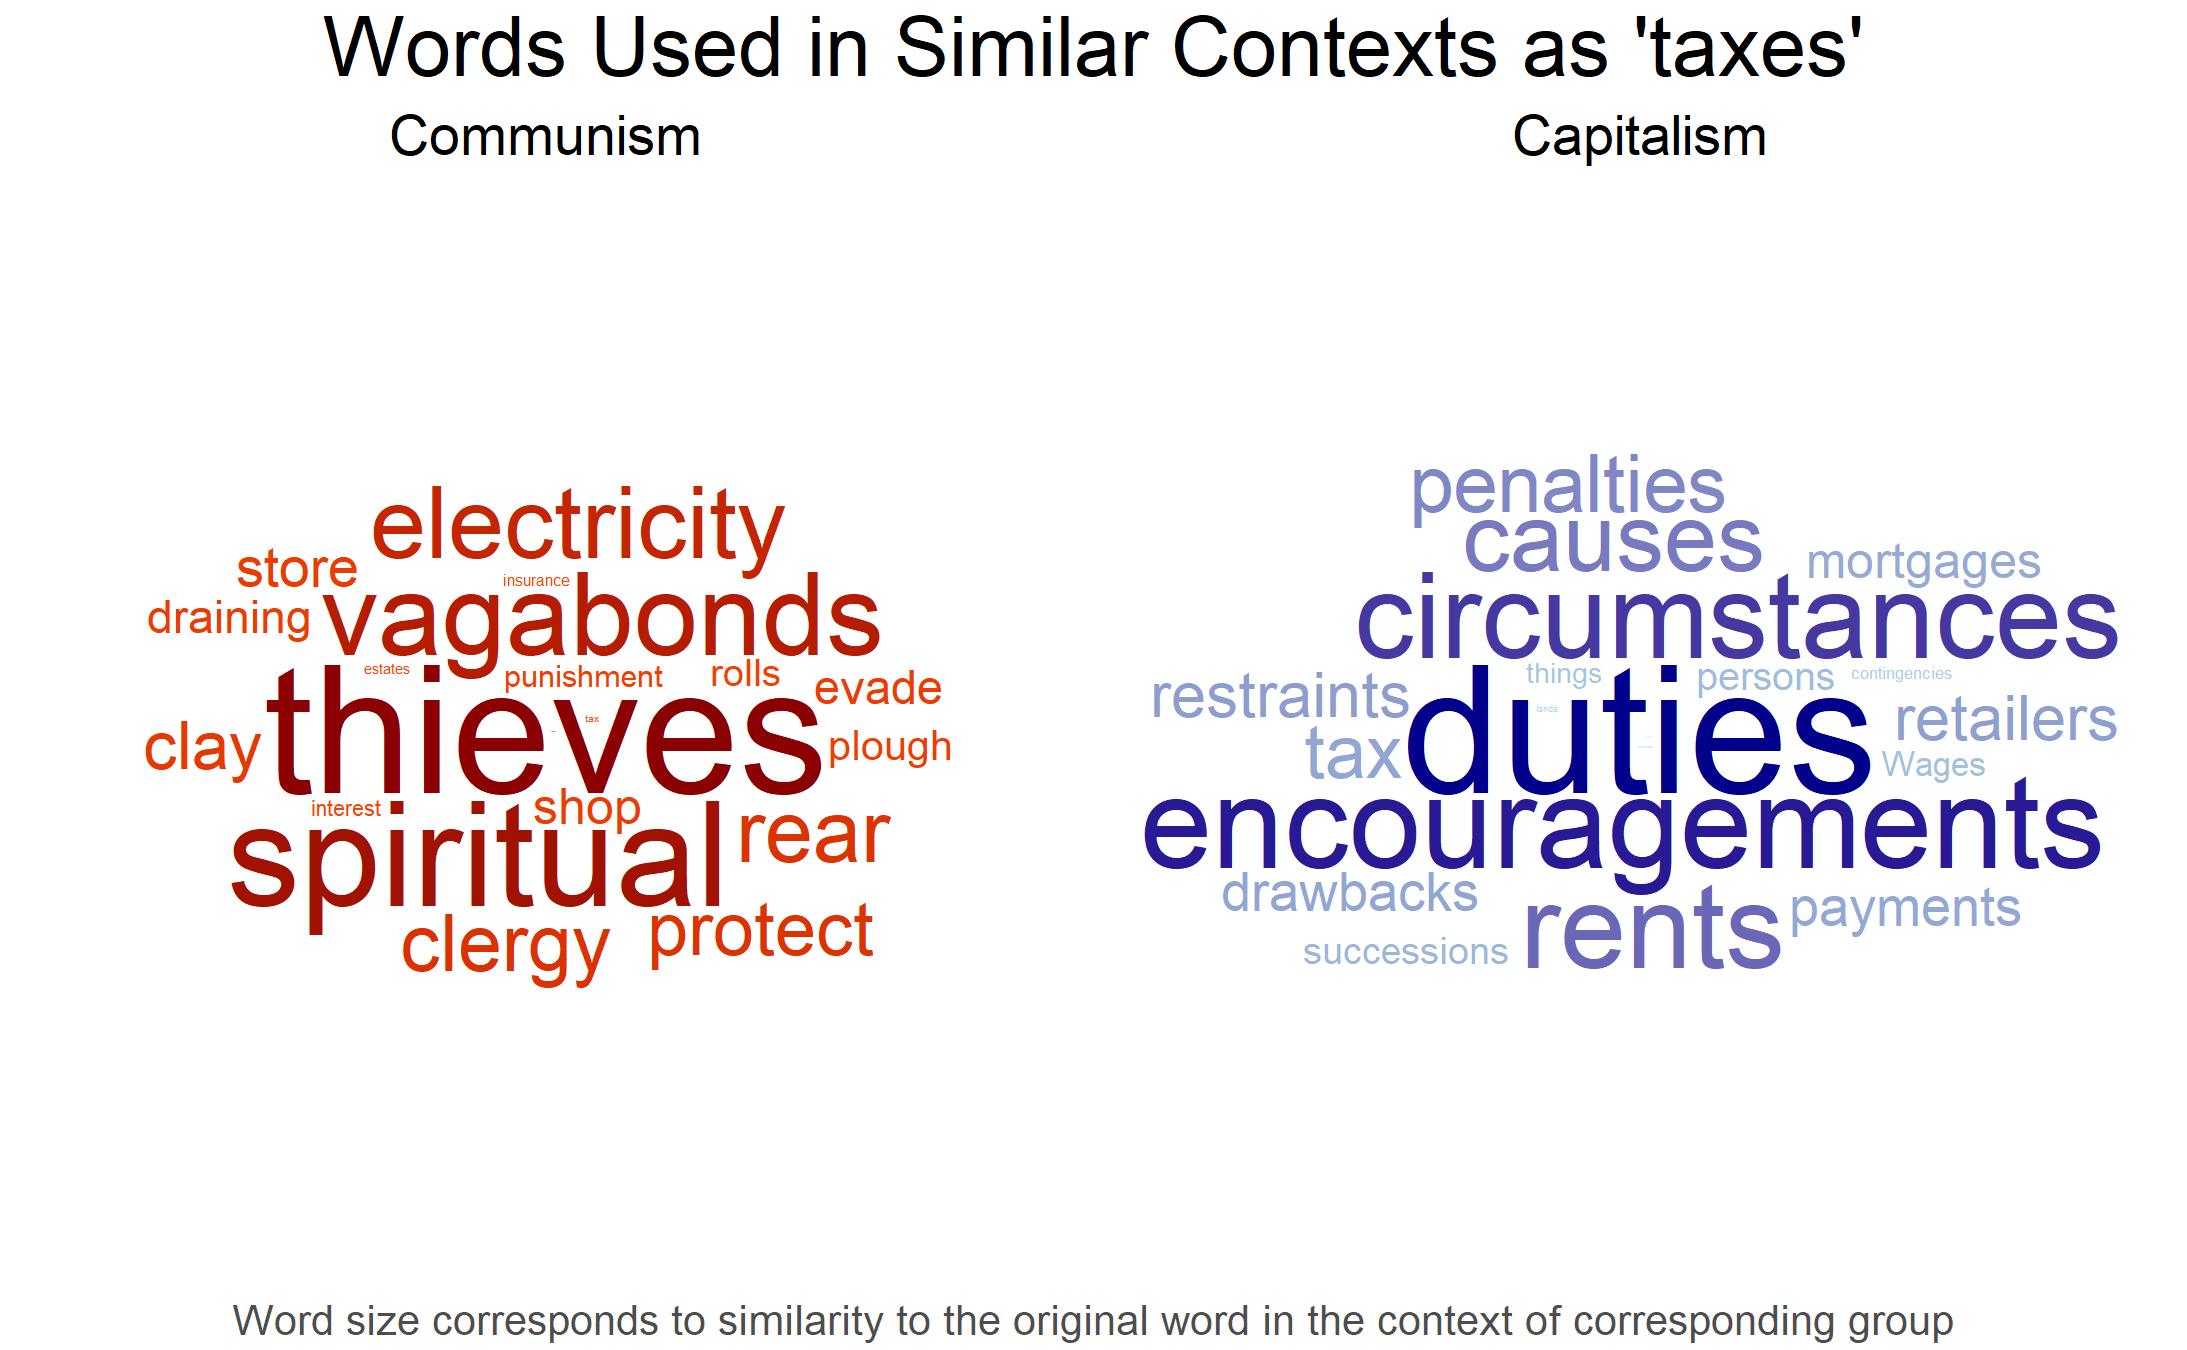 Words Used in Similar Contexts as 'taxes'
Communism
Capitalism
electricity
store
insurance
draining
vagabonds
estates
punishment
rolls
evade
thieves
tax
clay
plough
interest
shop
spiritual
rear
clergy
protect
penalties
causes
mortgages
circumstances
things
persons
contingencies
restraints
lands
duties
retailers
tax
Wages
encouragements
drawbacks
rents
payments
successions
Word size corresponds to similarity to the original word in the context of corresponding group